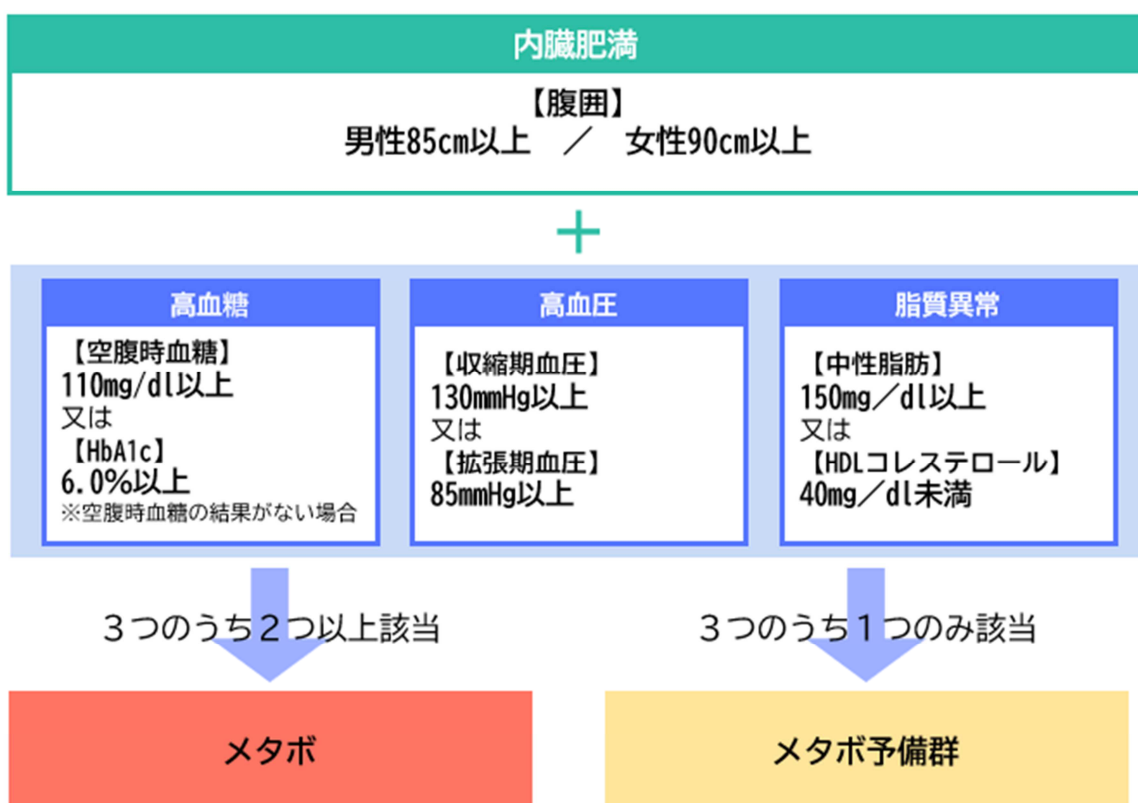 内臓肥満
【腹囲】
男性85cm以上 ／ 女性90cm以上
＋
高血糖
【空腹時血糖】
110mg/dl以上
又は
【HbA1c】
6.0%以上
※空腹時血糖の結果がない場合
高血圧
【収縮期血圧】
130mmHg以上
又は
【拡張期血圧】
85mmHg以上
脂質異常
【中性脂肪】
150mg／dl以上
又は
【HDLコレステロール】
40mg／dl未満
３つのうち２つ以上該当
３つのうち１つのみ該当
メタボ
メタボ予備群